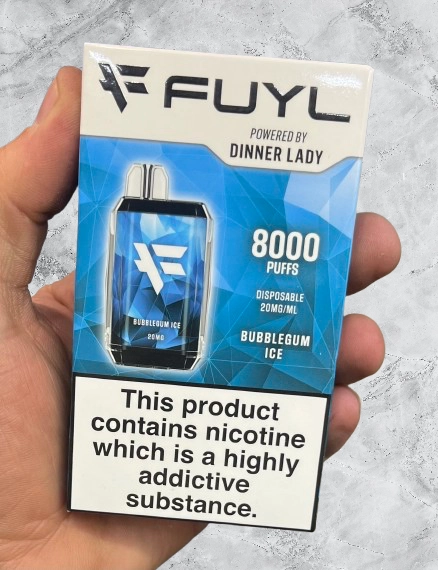 FUYL
POWERED BY
DINNER LADY
8000
PUFFS
DISPOSABLE
20MG/ML
BUBBLEGUM
ICE
BUBBLEGUM ICE
20MG
This product
contains nicotine
which is a highly
addictive
substance.